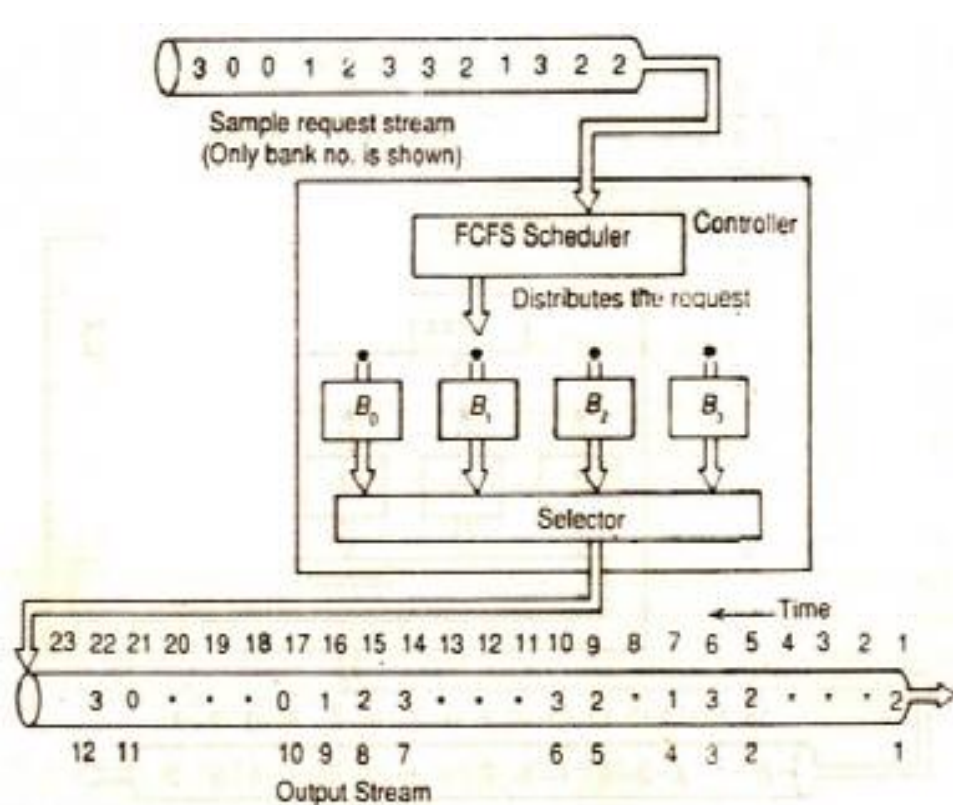 3 0 0 1 2 3 3 2 1 3 2 2
Sample request stream
(Only bank no. is shown)
Controller
FCFS Scheduler
Distributes the request
B0 B1 B2 B3
Selector
Time
23 22 21 20 19 18 17 16 15 14 13 12 11 10 9 8 7 6 5 4 3 2 1
· 3 0 • • • 0 1 2 3 • • • 3 2 • 1 3 2 • • • 2
12 11 10 9 8 7 6 5 4 3 2 1
Output Stream